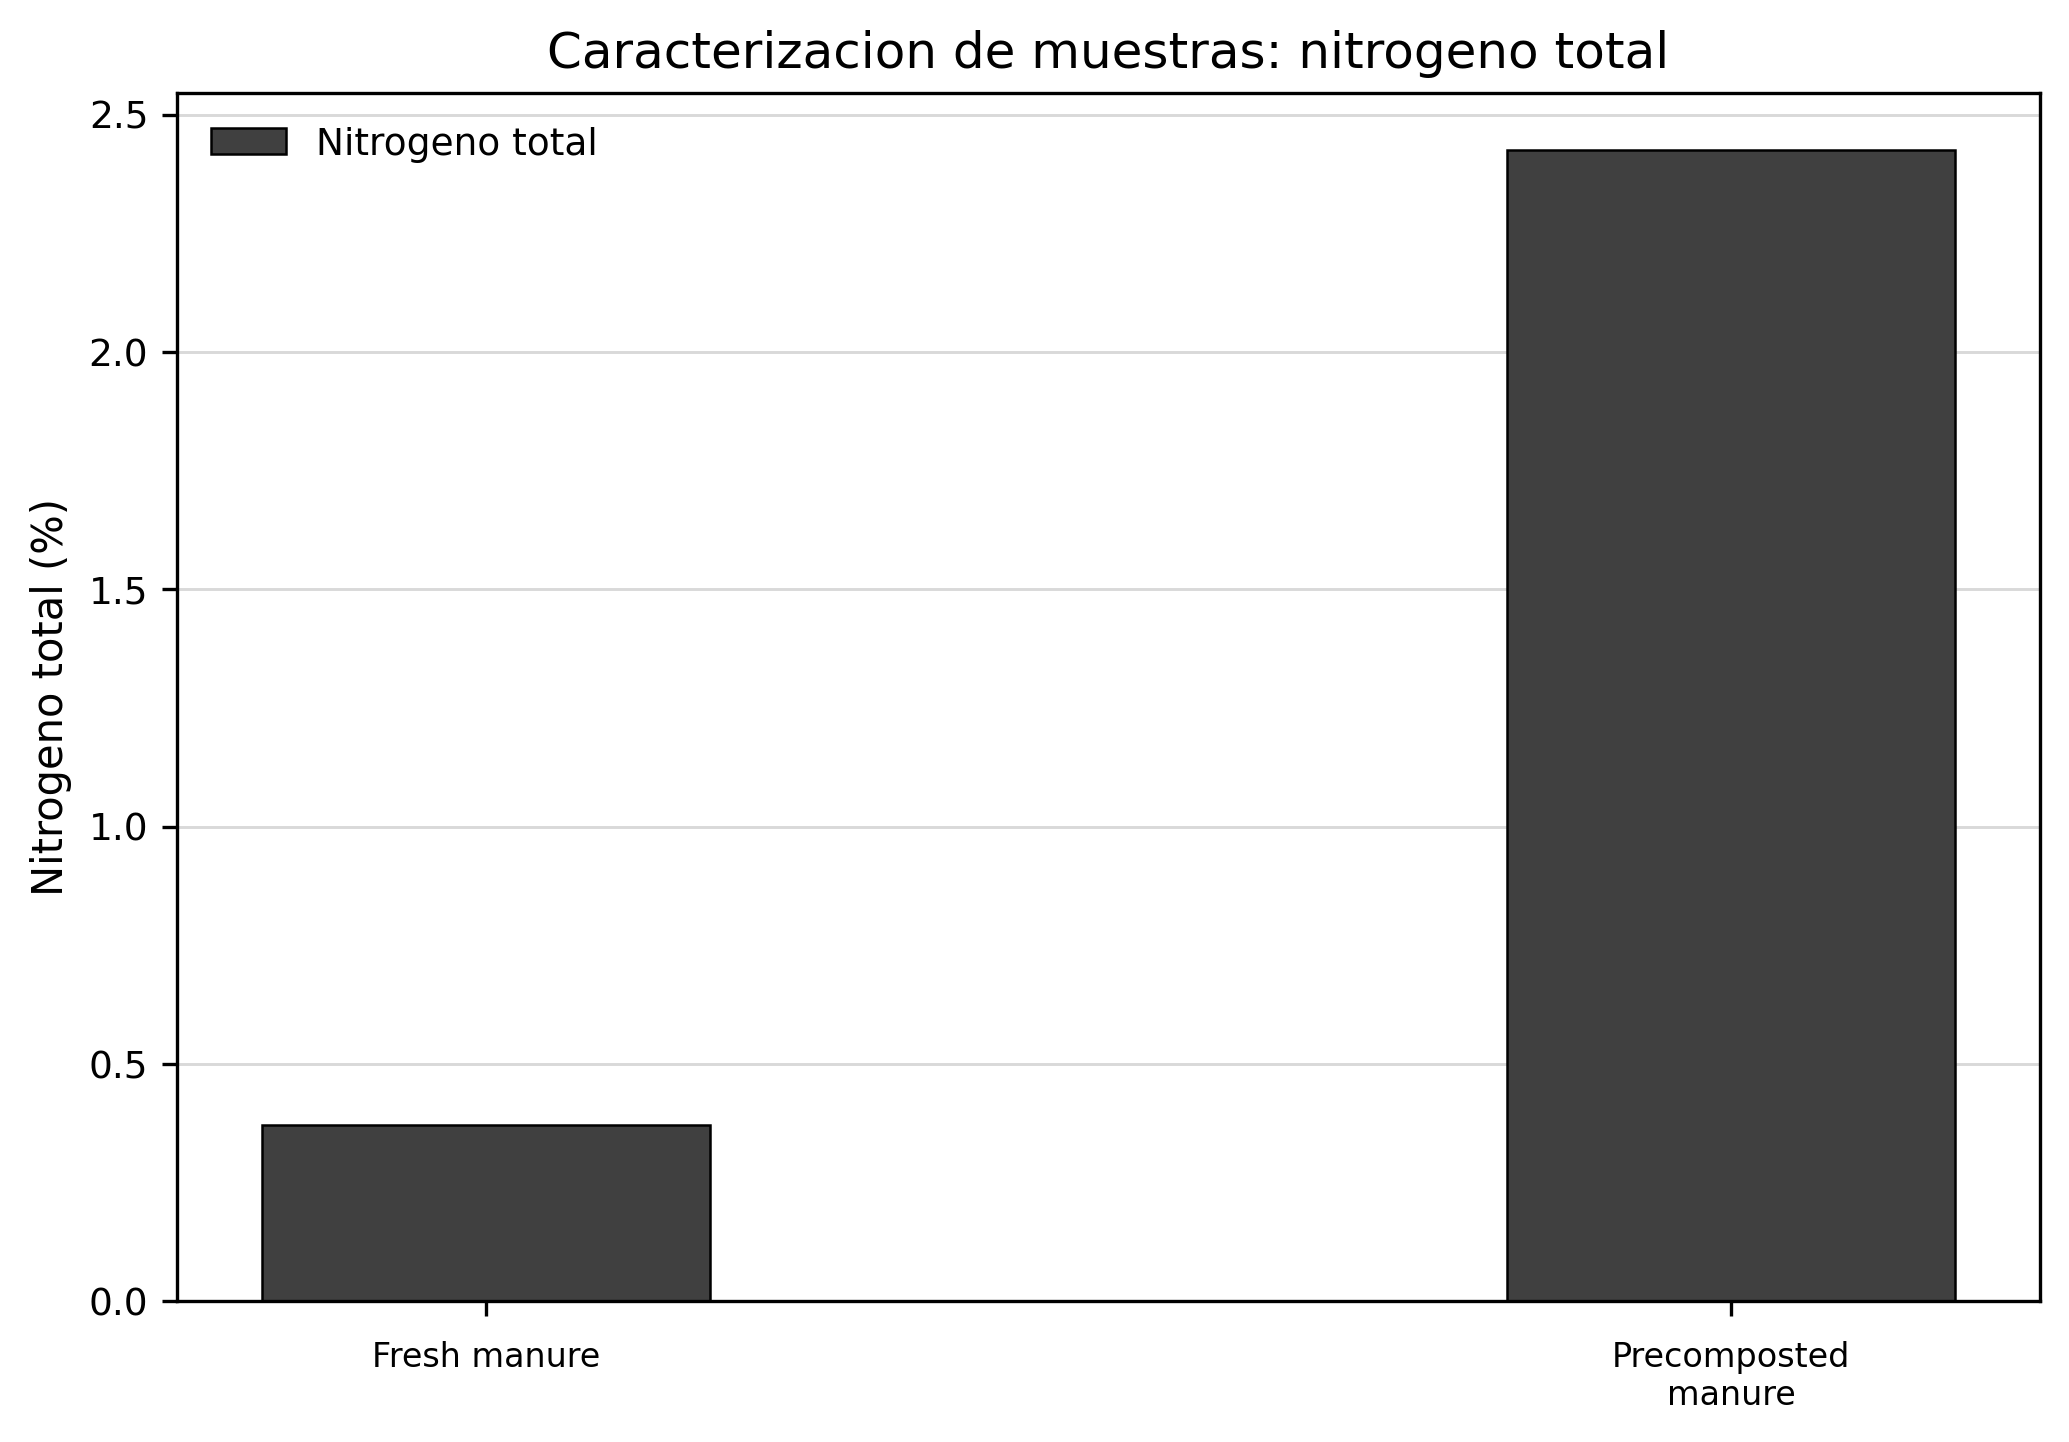 Caracterizacion de muestras: nitrogeno total
Nitrogeno total
Nitrogeno total (%)
2.5
2.0
1.5
1.0
0.5
0.0
Fresh manure
Precomposted
manure